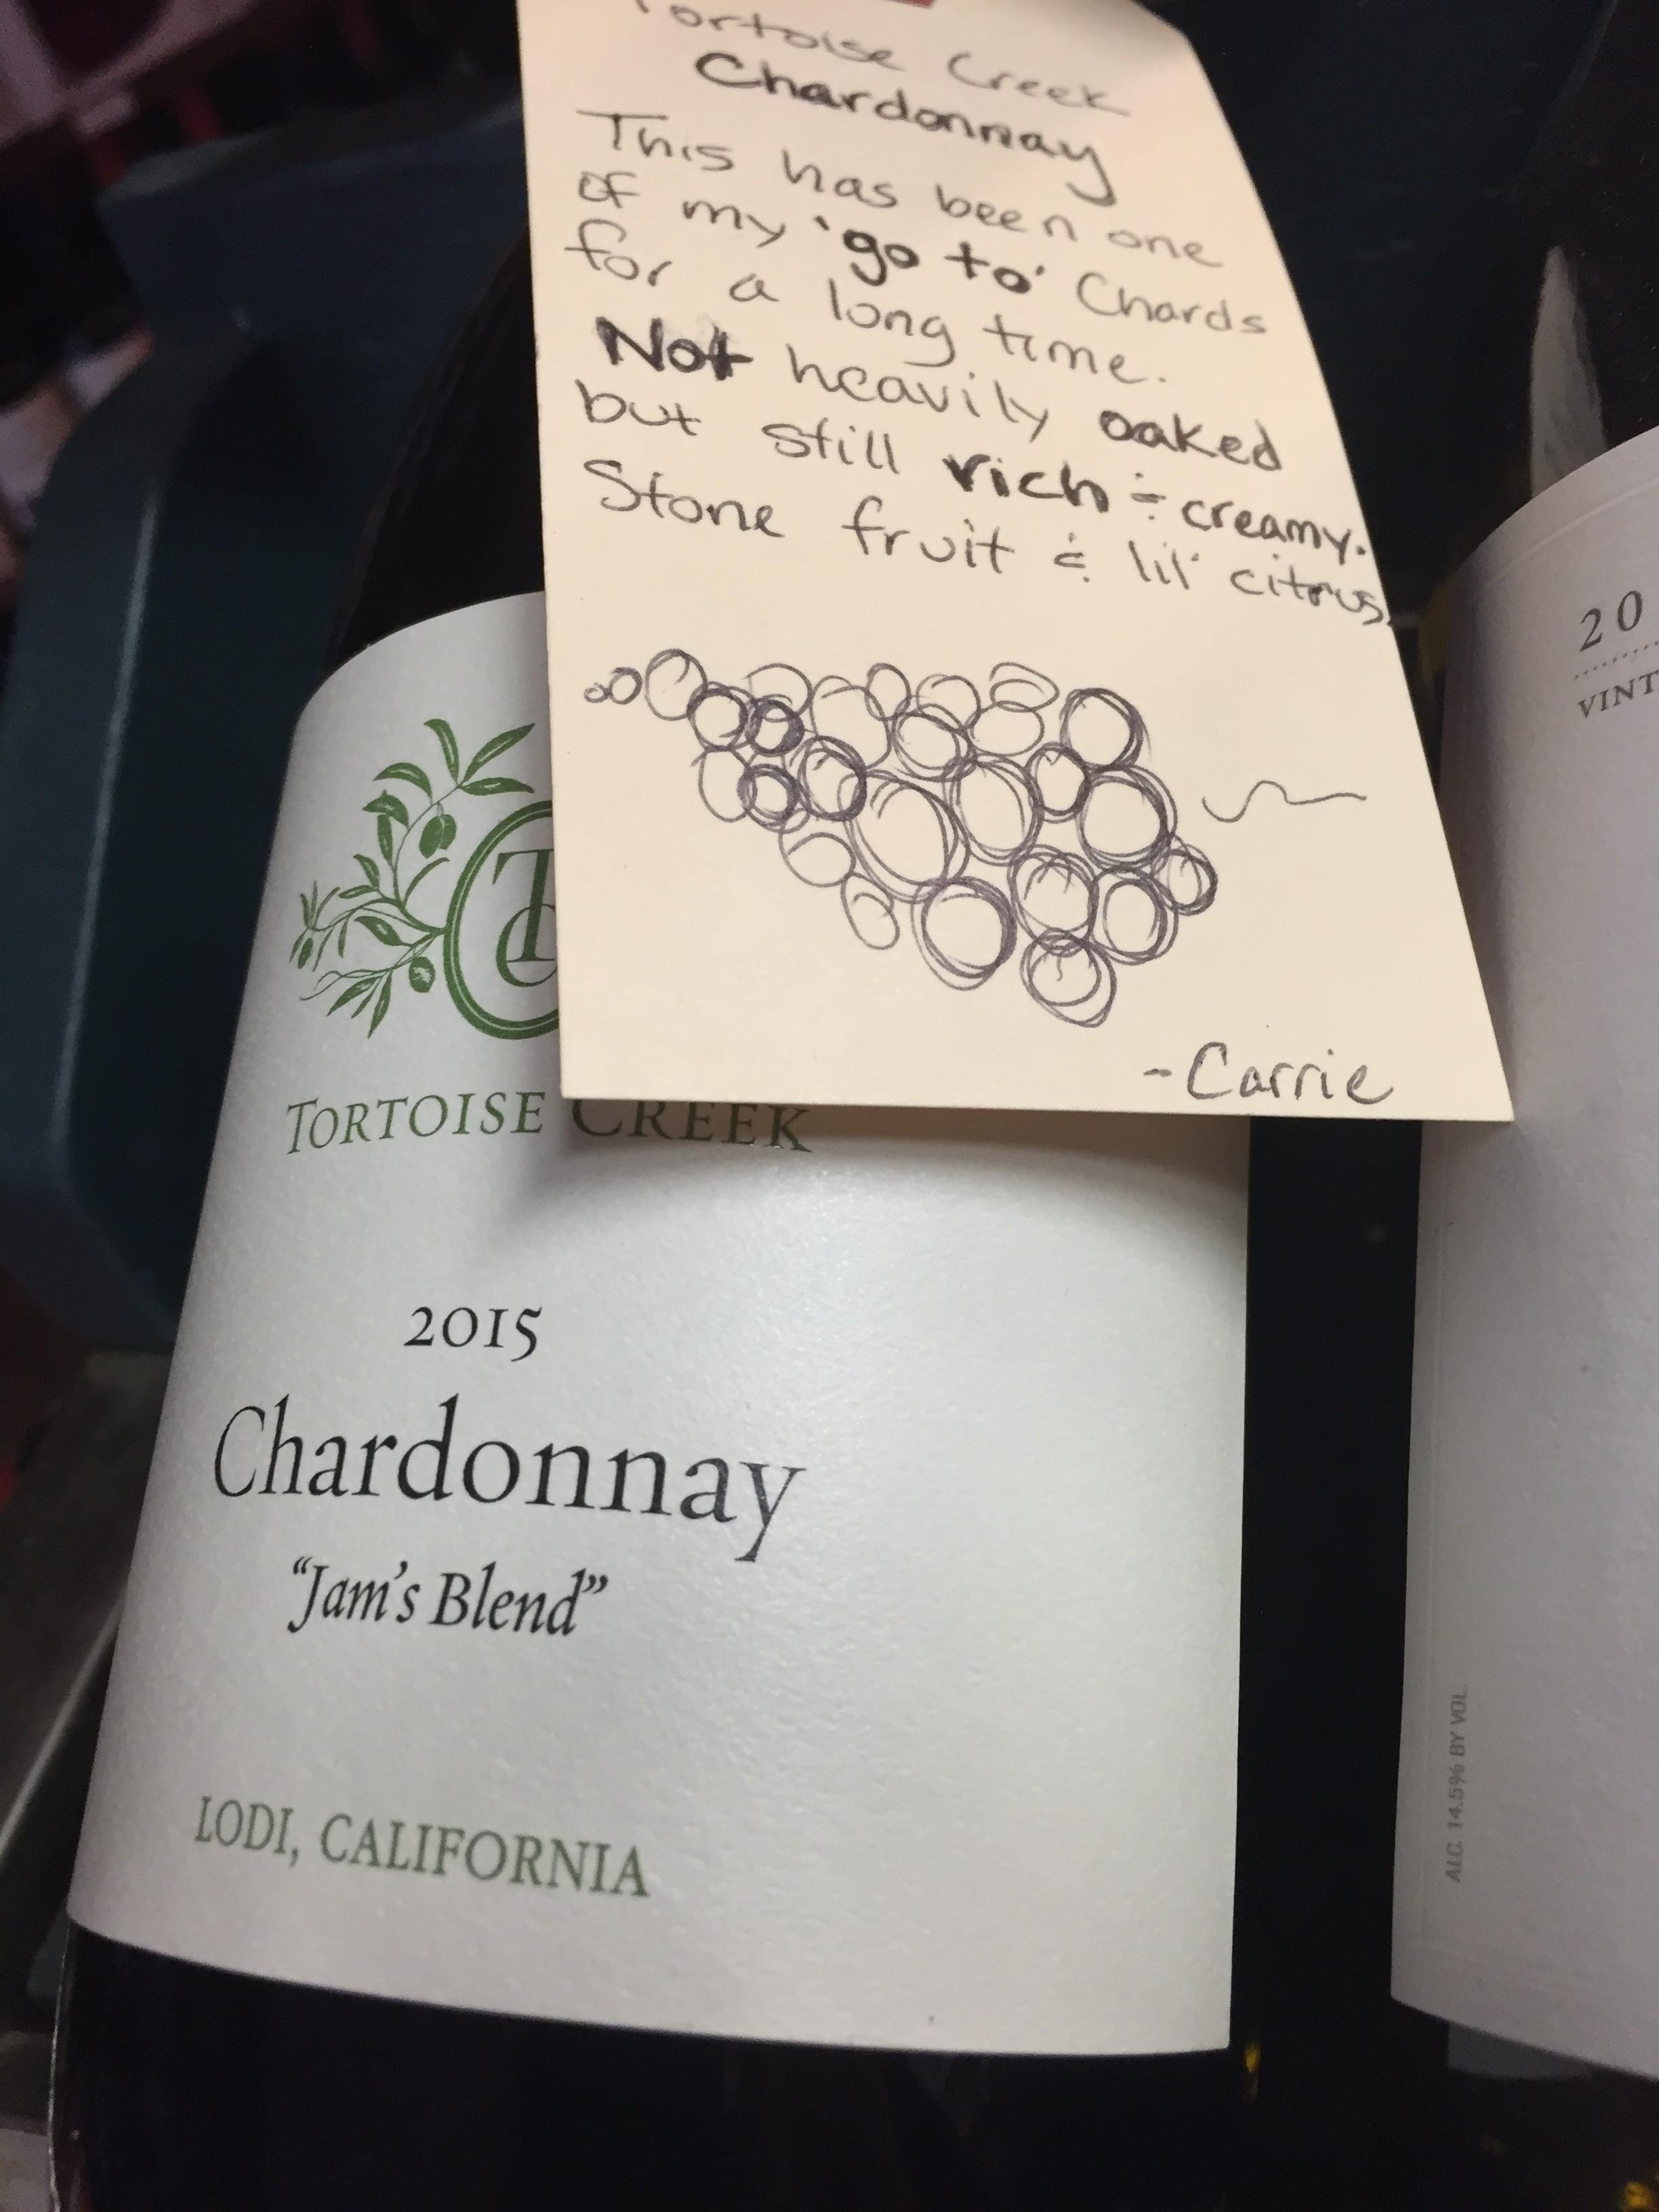 Tortoise Creek
Chardonnay
This has been one
of my 'go to' Chards
for a long time.
Not heavily oaked
but still rich & creamy.
Stone fruit & lil' citrus.
-Carrie
TORTOISE CREEK
2015
Chardonnay
"Jam's Blend"
LODI, CALIFORNIA
20
VINT
ALC. 14.5% BY VOL.